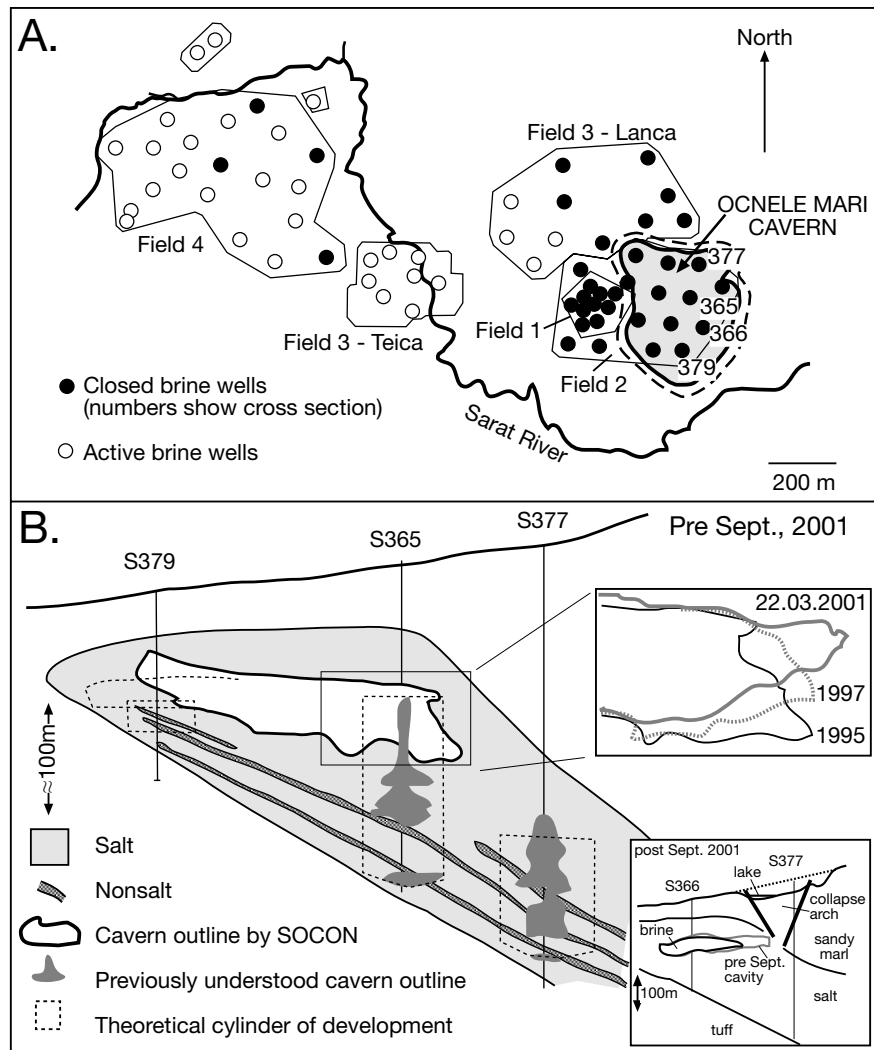 A.
North
Field 3 - Lanca
OCNELE MARI
CAVERN
377
Field 4
365
Field 1
366
Field 3 - Teica
379
Field 2
Closed brine wells
(numbers show cross section)
Sarat River
Active brine wells
200 m
B.
S377
Pre Sept., 2001
S365
S379
22.03.2001
1997
1995
≈100m
Salt
Nonsalt
Cavern outline by SOCON
Previously understood cavern outline
Theoretical cylinder of development
post Sept. 2001
S377
lake
S366
collapse
arch
brine
sandy
marl
pre Sept.
cavity
100m
salt
tuff